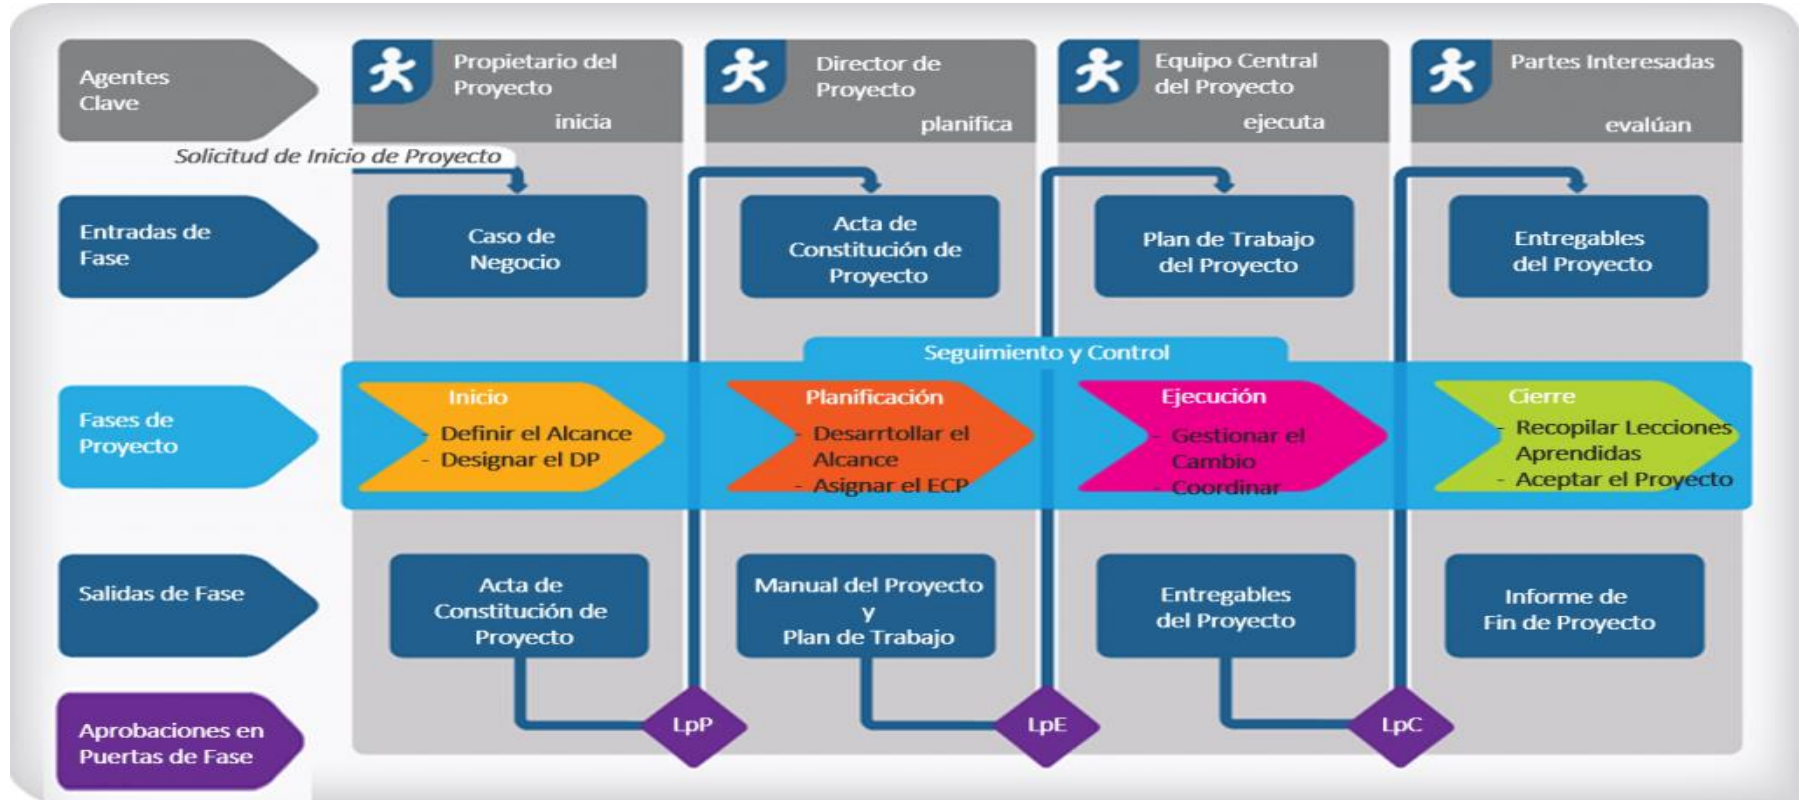 Agentes
Clave
Propietario del
Proyecto
inicia
Director de
Proyecto
planifica
Equipo Central
del Proyecto
ejecuta
Partes Interesadas
evalúan
Solicitud de Inicio de Proyecto
Entradas de
Fase
Caso de
Negocio
Acta de
Constitución de
Proyecto
Plan de Trabajo
del Proyecto
Entregables
del Proyecto
Seguimiento y Control
Fases de
Proyecto
Inicio
- Definir el Alcance
- Designar el DP
Planificación
- Desarrtollar el
Alcance
- Asignar el ECP
Ejecución
- Gestionar el
Cambio
- Coordinar
Cierre
- Recopilar Lecciones
Aprendidas
- Aceptar el Proyecto
Salidas de Fase
Acta de
Constitución de
Proyecto
Manual del Proyecto
y
Plan de Trabajo
Entregables
del Proyecto
Informe de
Fin de Proyecto
Aprobaciones en
Puertas de Fase
LpP
LpE
LpC